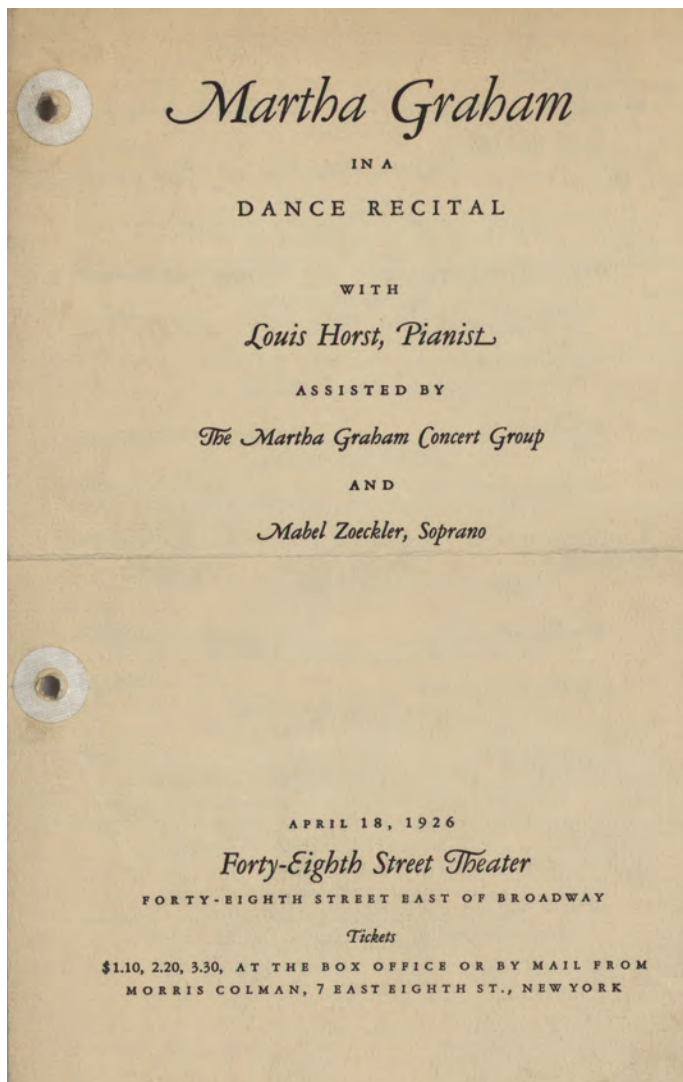 Martha Graham
IN A
DANCE RECITAL
WITH
Louis Horst, Pianist
ASSISTED BY
The Martha Graham Concert Group
AND
Mabel Zoeckler, Soprano
APRIL 18, 1926
Forty-Eighth Street Theater
FORTY-EIGHTH STREET EAST OF BROADWAY
Tickets
$1.10, 2.20, 3.30, AT THE BOX OFFICE OR BY MAIL FROM
MORRIS COLMAN, 7 EAST EIGHTH ST., NEW YORK